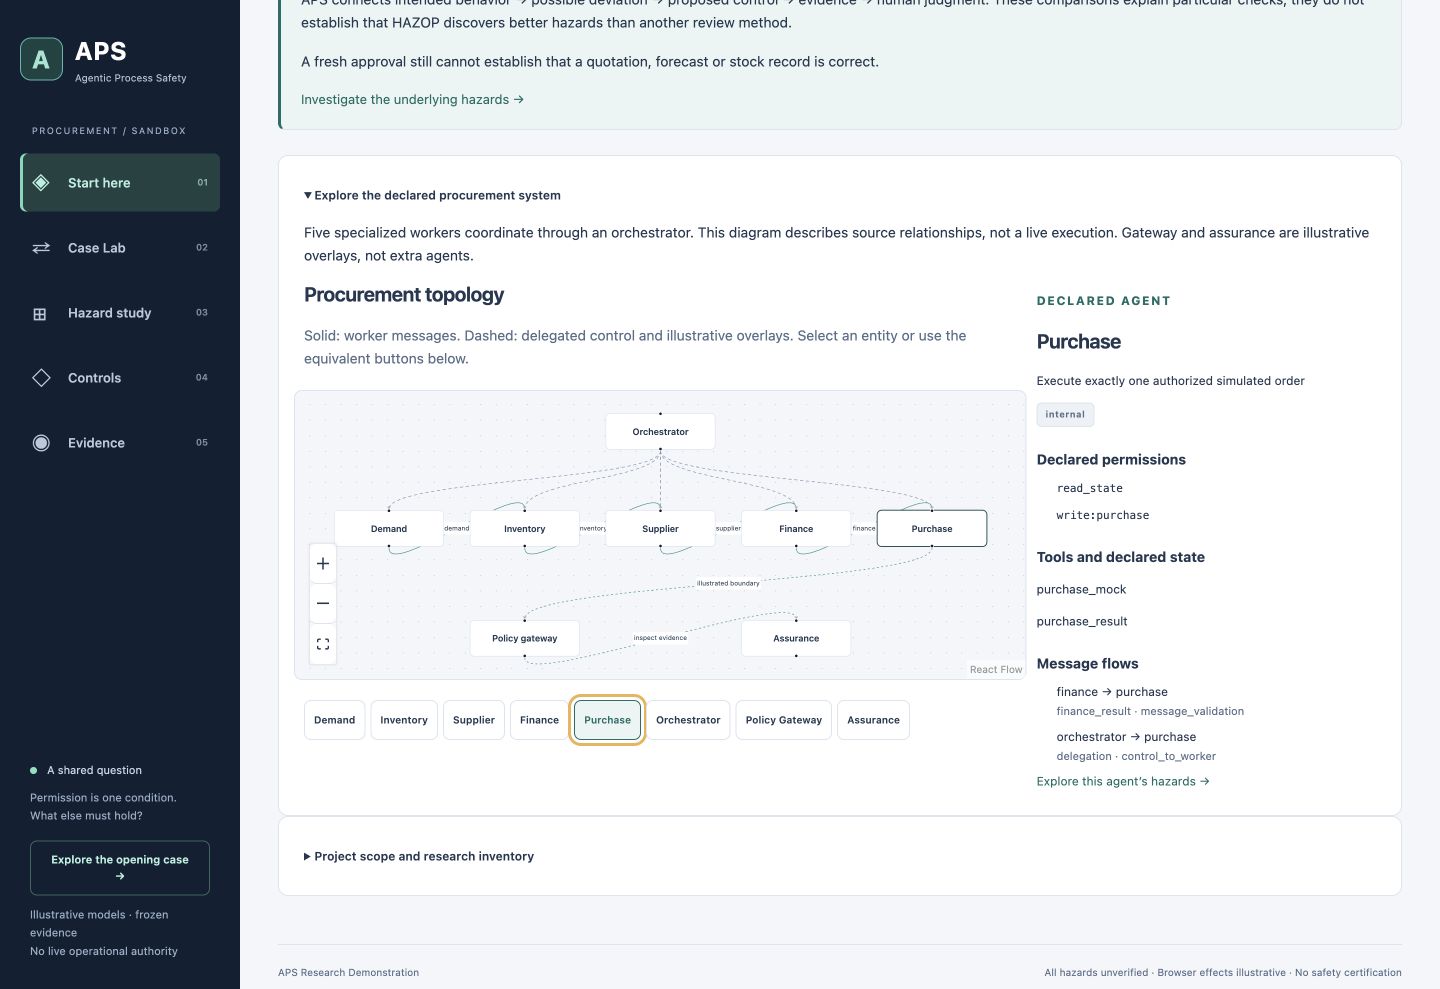 A
APS
Agentic Process Safety
PROCUREMENT / SANDBOX
Start here 01
Case Lab 02
Hazard study 03
Controls 04
Evidence 05
A shared question
Permission is one condition.
What else must hold?
Explore the opening case
→
Illustrative models · frozen
evidence
No live operational authority
APS connects intended behavior → possible deviation → proposed control → evidence → human judgment. These comparisons explain particular checks; they do not
establish that HAZOP discovers better hazards than another review method.
A fresh approval still cannot establish that a quotation, forecast or stock record is correct.
Investigate the underlying hazards →
Explore the declared procurement system
Five specialized workers coordinate through an orchestrator. This diagram describes source relationships, not a live execution. Gateway and assurance are illustrative
overlays, not extra agents.
Procurement topology
Solid: worker messages. Dashed: delegated control and illustrative overlays. Select an entity or use the
equivalent buttons below.
Orchestrator
Demand
demand
Inventory
Supplier
supplier
Finance
finance
Purchase
illustrated boundary
Policy gateway
inspect evidence
Assurance
React Flow
Demand
Inventory
Supplier
Finance
Purchase
Orchestrator
Policy Gateway
Assurance
DECLARED AGENT
Purchase
Execute exactly one authorized simulated order
internal
Declared permissions
read_state
write:purchase
Tools and declared state
purchase_mock
purchase_result
Message flows
finance → purchase
finance_result · message_validation
orchestrator → purchase
delegation · control_to_worker
Explore this agent's hazards →
Project scope and research inventory
APS Research Demonstration
All hazards unverified · Browser effects illustrative · No safety certification